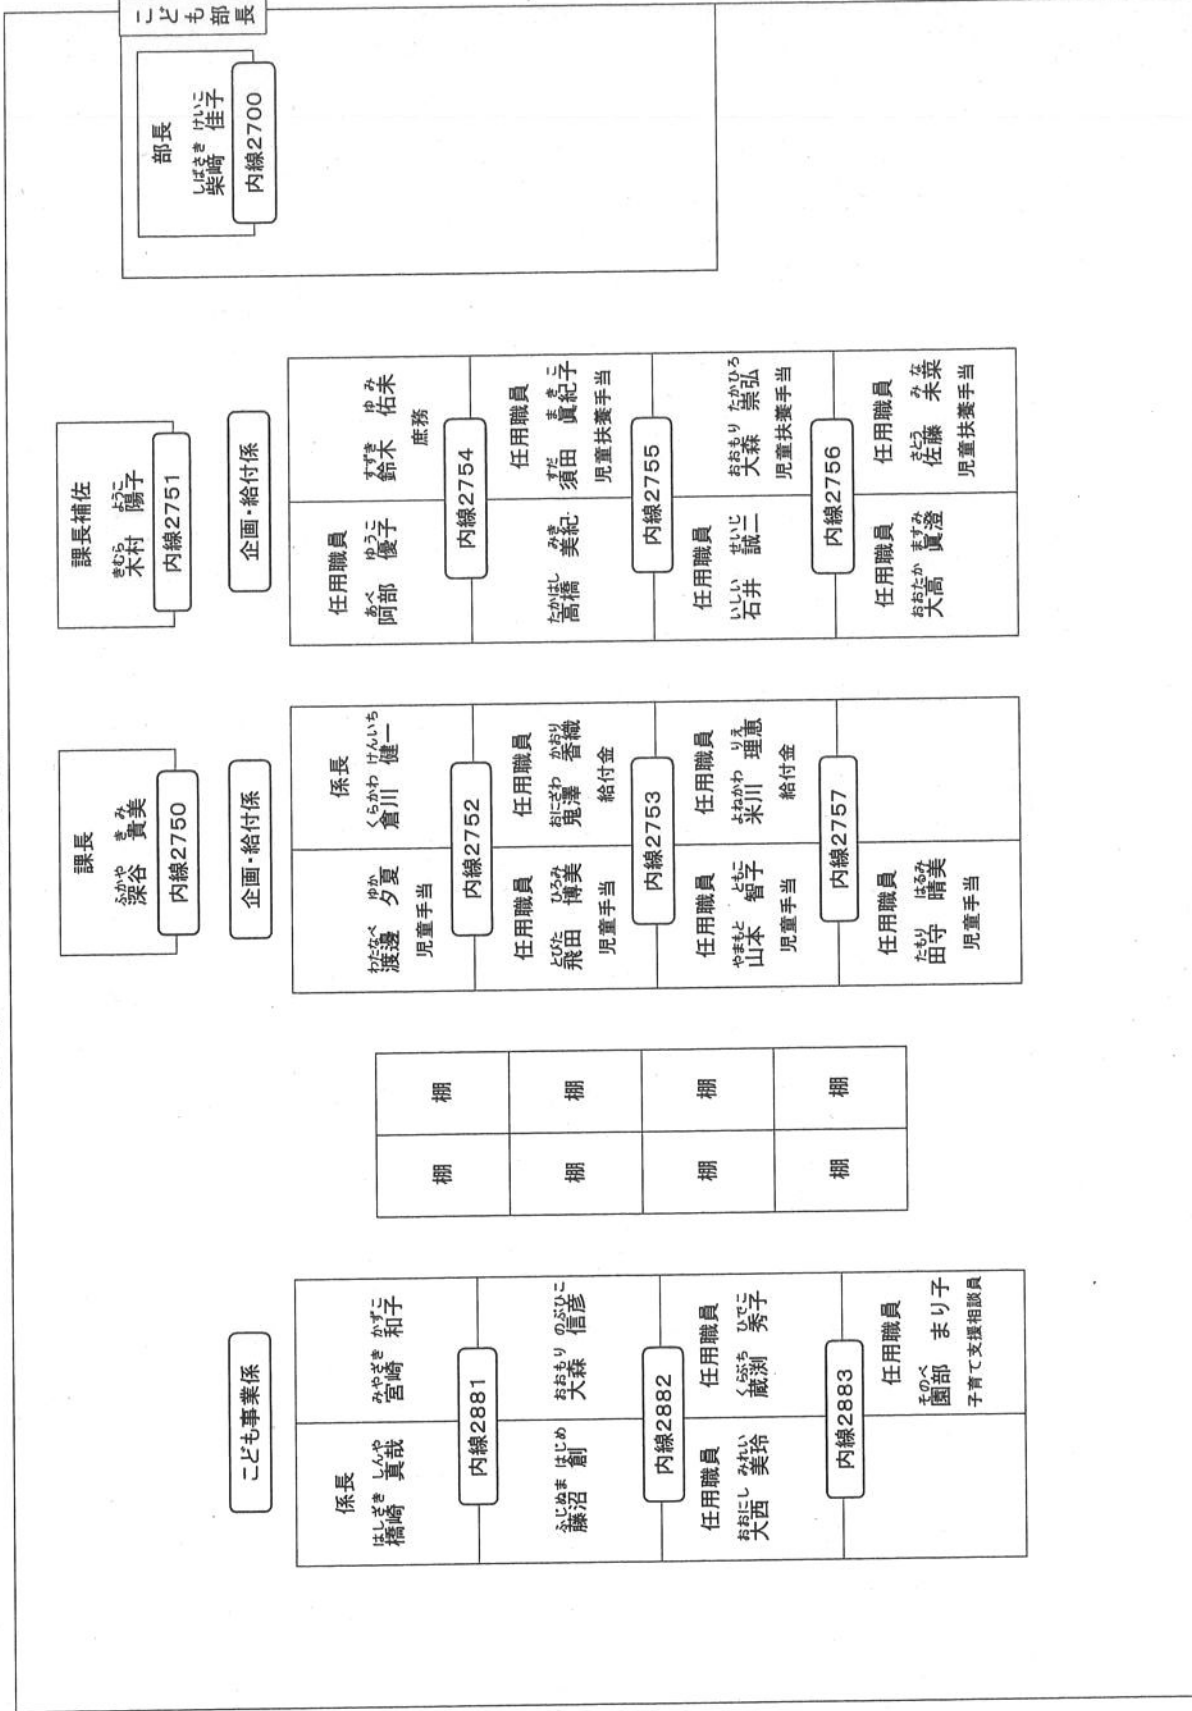 こども部長
部長
しばさき けいこ
柴﨑 佳子
内線2700
課長補佐
きむら ようこ
木村 陽子
内線2751
企画・給付係
任用職員
あべ ゆうこ
阿部 優子
すずき ゆみ
鈴木 佑未
庶務
内線2754
たかはし みき
髙橋 美紀
任用職員
すだ まきこ
須田 眞紀子
児童扶養手当
内線2755
任用職員
いしい せいじ
石井 誠二
おおもり たかひろ
大森 崇弘
児童扶養手当
内線2756
任用職員
おおたか ますみ
大高 眞澄
任用職員
さとう みな
佐藤 未菜
児童扶養手当
課長
ふかや きみ
深谷 貴美
内線2750
企画・給付係
わたなべ ゆか
渡邊 夕夏
児童手当
係長
くらかわ けんいち
倉川 健一
内線2752
任用職員
とびた ひろみ
飛田 博美
児童手当
任用職員
おにざわ かおり
鬼澤 香織
給付金
内線2753
任用職員
やまもと ともこ
山本 智子
児童手当
任用職員
よねかわ りえ
米川 理恵
給付金
内線2757
任用職員
たもり はるみ
田守 晴美
児童手当
棚 棚
棚 棚
棚 棚
棚 棚
こども事業係
係長
はしざき しんや
橋崎 真哉
みやざき かずこ
宮崎 和子
内線2881
ふじぬま はじめ
藤沼 創
おおもり のぶひこ
大森 信彦
内線2882
任用職員
おおにし みれい
大西 美玲
任用職員
くらぶち ひでこ
蔵渕 秀子
内線2883
任用職員
そのべ
園部 まり子
子育て支援相談員